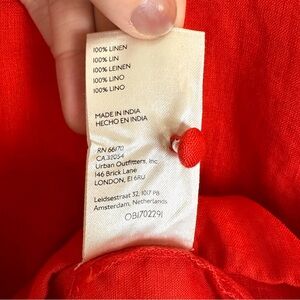 100% LINEN
100% LIN
100% LEINEN
100% LINO
100% LINO
MADE IN INDIA
HECHO EN INDIA
RN 66170
CA 32054
Urban Outfitters, Inc
146 Brick Lane
LONDON, E1 6RU
Leidsestraat 32, 1017 PB
Amsterdam, Netherlands
OB1702291